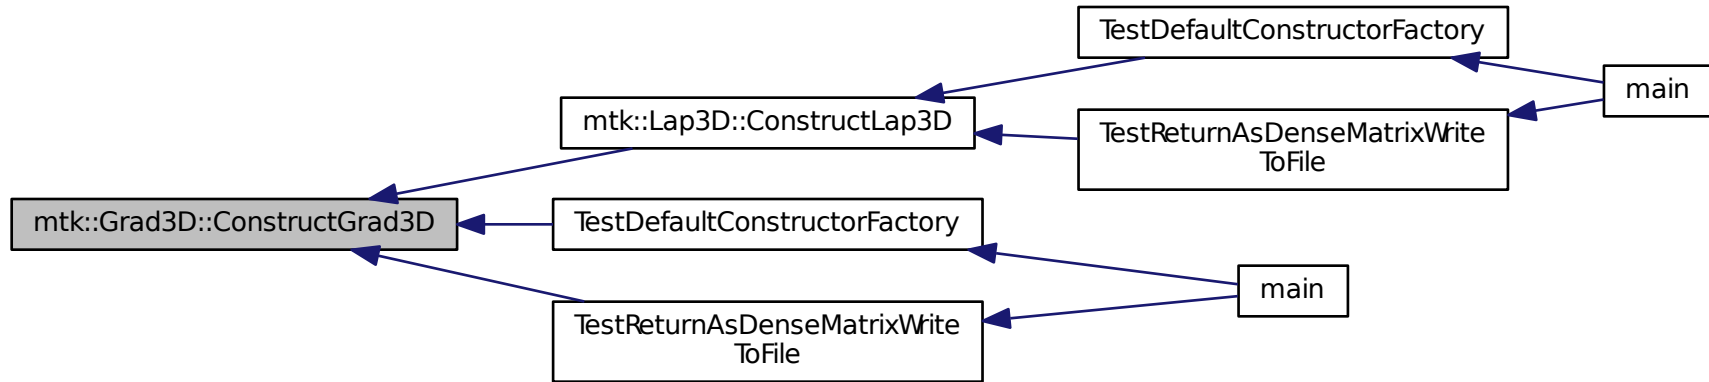 TestDefaultConstructorFactory
main
mtk::Lap3D::ConstructLap3D
TestReturnAsDenseMatrixWrite
ToFile
mtk::Grad3D::ConstructGrad3D
TestDefaultConstructorFactory
main
TestReturnAsDenseMatrixWrite
ToFile